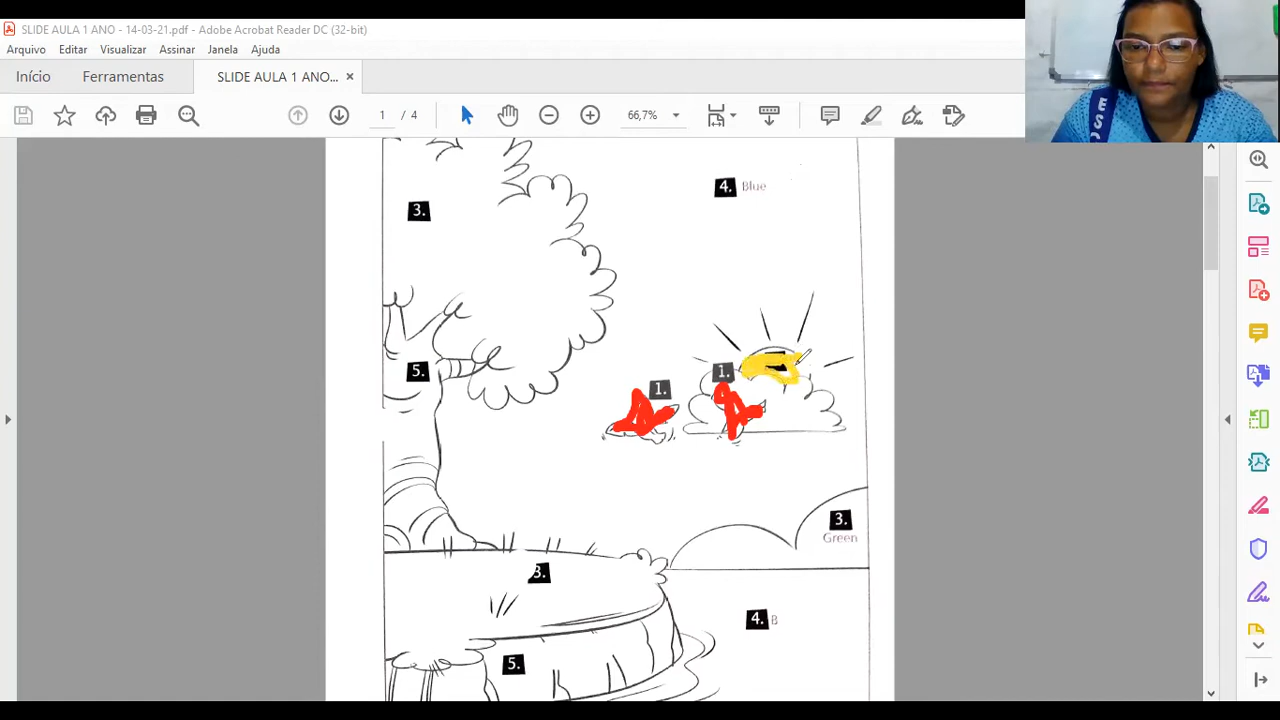 SLIDE AULA 1 ANO - 14-03-21.pdf - Adobe Acrobat Reader DC (32-bit)
Arquivo Editar Visualizar Assinar Janela Ajuda
Início Ferramentas SLIDE AULA 1 ANO... ×
1 / 4 66,7%
ESC
4. Blue
3.
5.
1.
1.
3.
Green
3.
4. B
5.